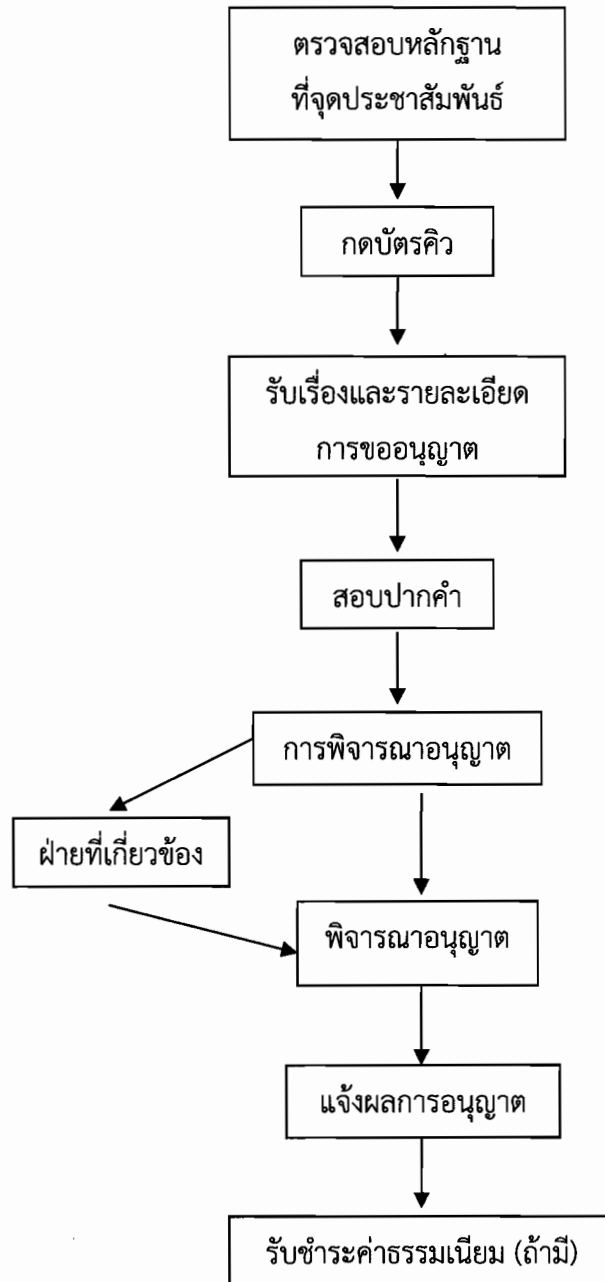 ตรวจสอบหลักฐาน
ที่จุดประชาสัมพันธ์
กดบัตรคิว
รับเรื่องและรายละเอียด
การขออนุญาต
สอบปากคำ
การพิจารณาอนุญาต
ฝ่ายที่เกี่ยวข้อง
พิจารณาอนุญาต
แจ้งผลการอนุญาต
รับชำระค่าธรรมเนียม (ถ้ามี)